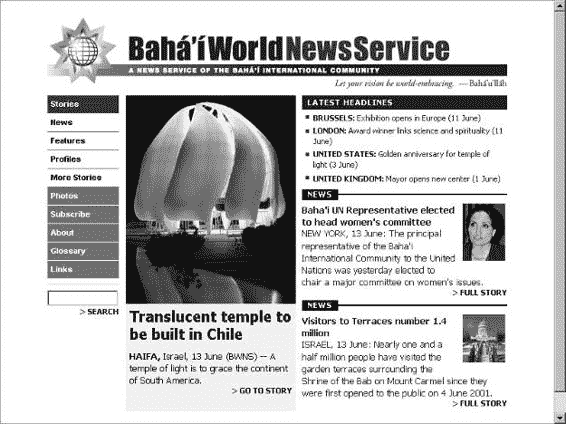 Bahá'í World News Service
A NEWS SERVICE OF THE BAHÁ'Í INTERNATIONAL COMMUNITY
Let your vision be world-embracing. — Bahá'u'lláh
Stories
News
Features
Profiles
More Stories
Photos
Subscribe
About
Glossary
Links
> SEARCH
Translucent temple to
be built in Chile
HAIFA, Israel, 13 June (BWNS) -- A
temple of light is to grace the continent
of South America.
> GO TO STORY
LATEST HEADLINES
BRUSSELS: Exhibition opens in Europe (11 June)
LONDON: Award winner links science and spirituality (11
June)
UNITED STATES: Golden anniversary for temple of
light (3 June)
UNITED KINGDOM: Mayor opens new center (1 June)
NEWS
Baha'i UN Representative elected
to head women's committee
NEW YORK, 13 June: The principal
representative of the Baha'i
International Community to the United
Nations was yesterday elected to
chair a major committee on women's issues.
> FULL STORY
NEWS
Visitors to Terraces number 1.4
million
ISRAEL, 13 June: Nearly one and a
half million people have visited the
garden terraces surrounding the
Shrine of the Bab on Mount Carmel since they
were first opened to the public on 4 June 2001.
> FULL STORY